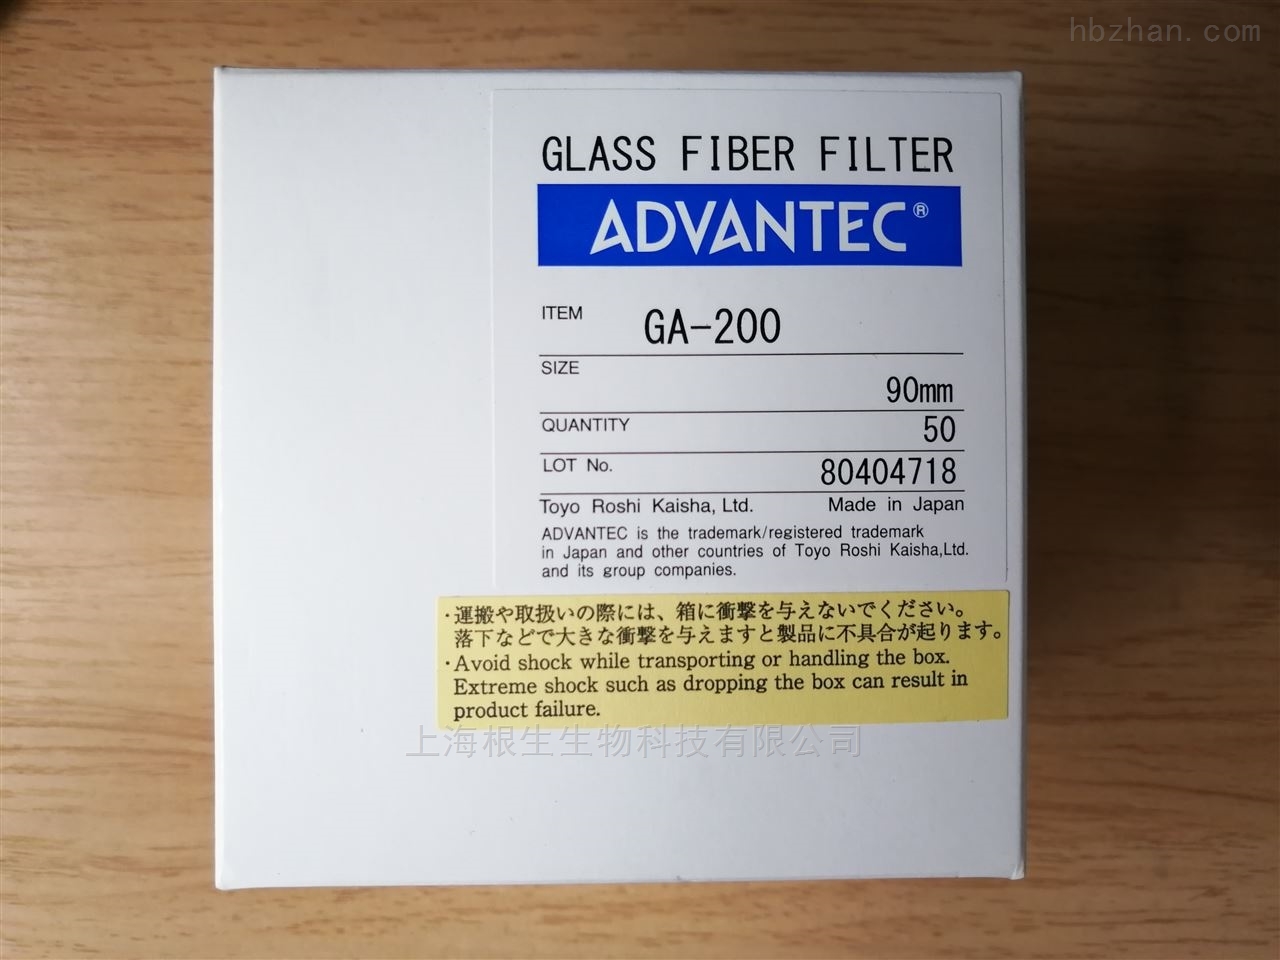 hbzhan.com
GLASS FIBER FILTER
ADVANTEC®
ITEM GA-200
SIZE 90mm
QUANTITY 50
LOT No. 80404718
Toyo Roshi Kaisha, Ltd. Made in Japan
ADVANTEC is the trademark/registered trademark
in Japan and other countries of Toyo Roshi Kaisha,Ltd.
and its group companies.
・運搬や取扱いの際には、箱に衝撃を与えないでください。
落下などで大きな衝撃を与えますと製品に不具合が起ります。
・Avoid shock while transporting or handling the box.
Extreme shock such as dropping the box can result in
product failure.
上海根生生物科技有限公司